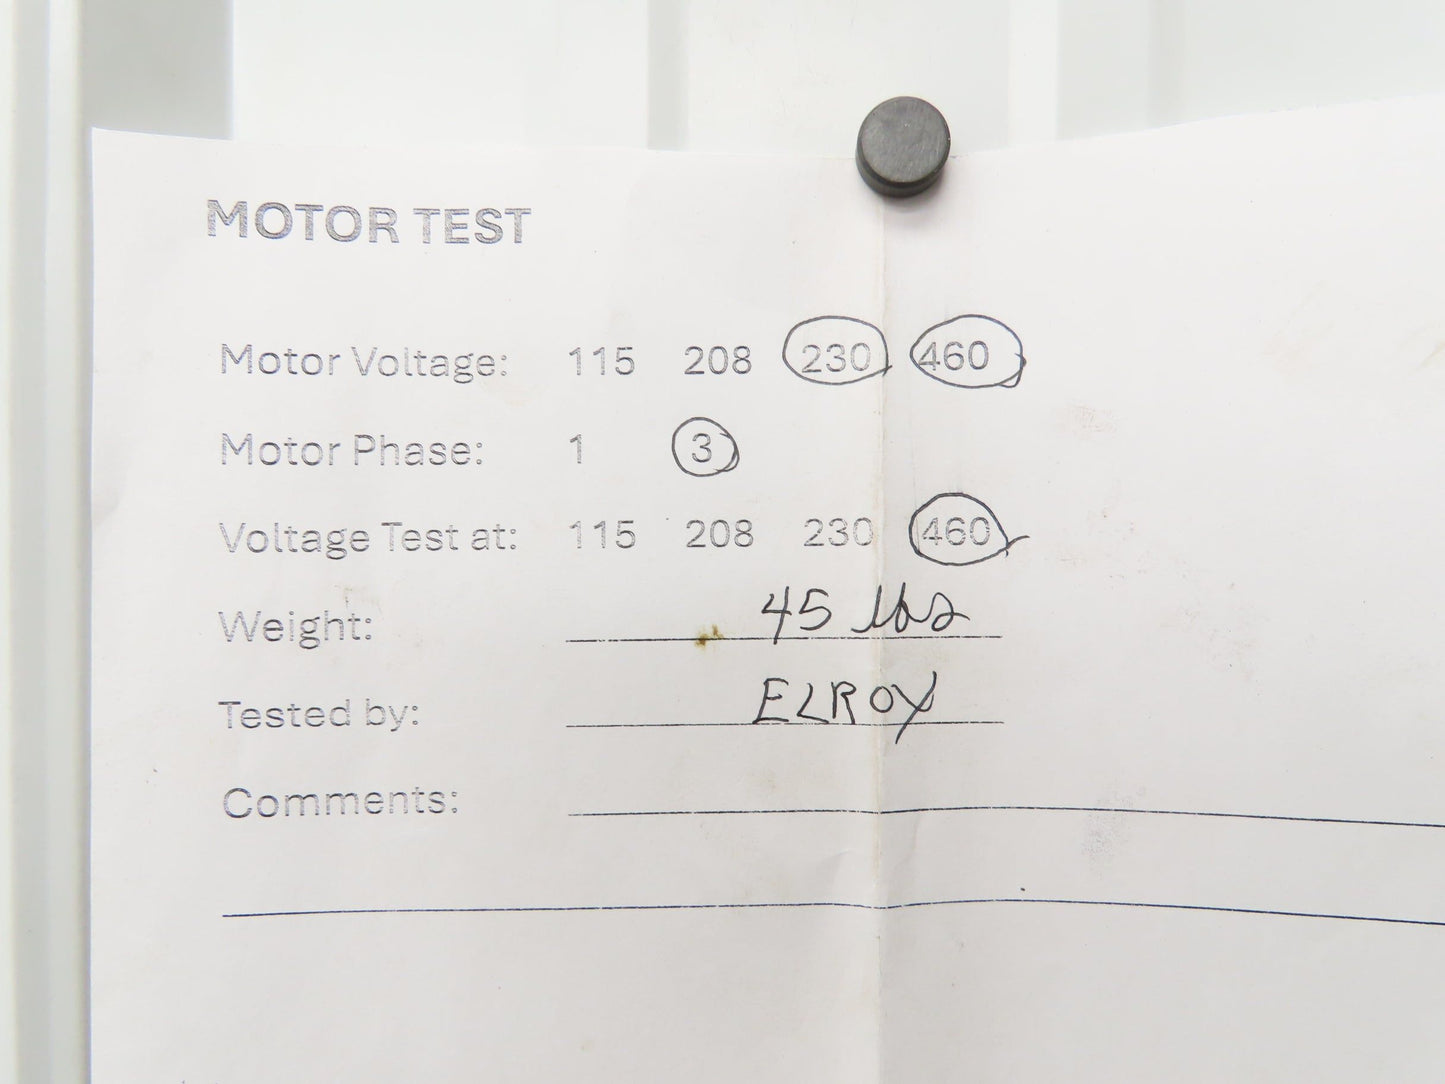 MOTOR TEST
Motor Voltage: 115 208 230 460
Motor Phase: 1 3
Voltage Test at: 115 208 230 460
Weight: 45 lbs
Tested by: ELROY
Comments: